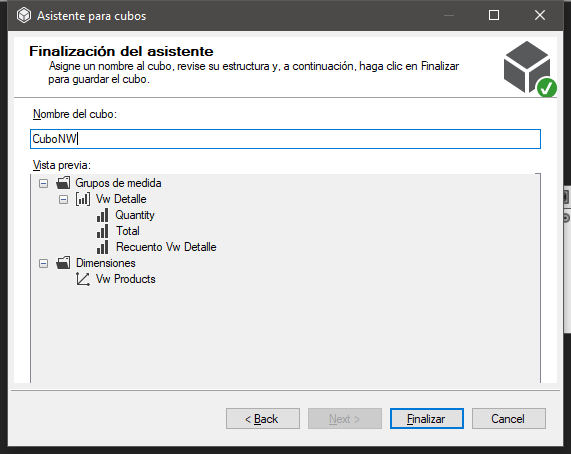 Asistente para cubos
Finalización del asistente
Asigne un nombre al cubo, revise su estructura y, a continuación, haga clic en Finalizar
para guardar el cubo.
Nombre del cubo:
CuboNW
Vista previa:
Grupos de medida
Vw Detalle
Quantity
Total
Recuento Vw Detalle
Dimensiones
Vw Products
< Back
Next >
Finalizar
Cancel